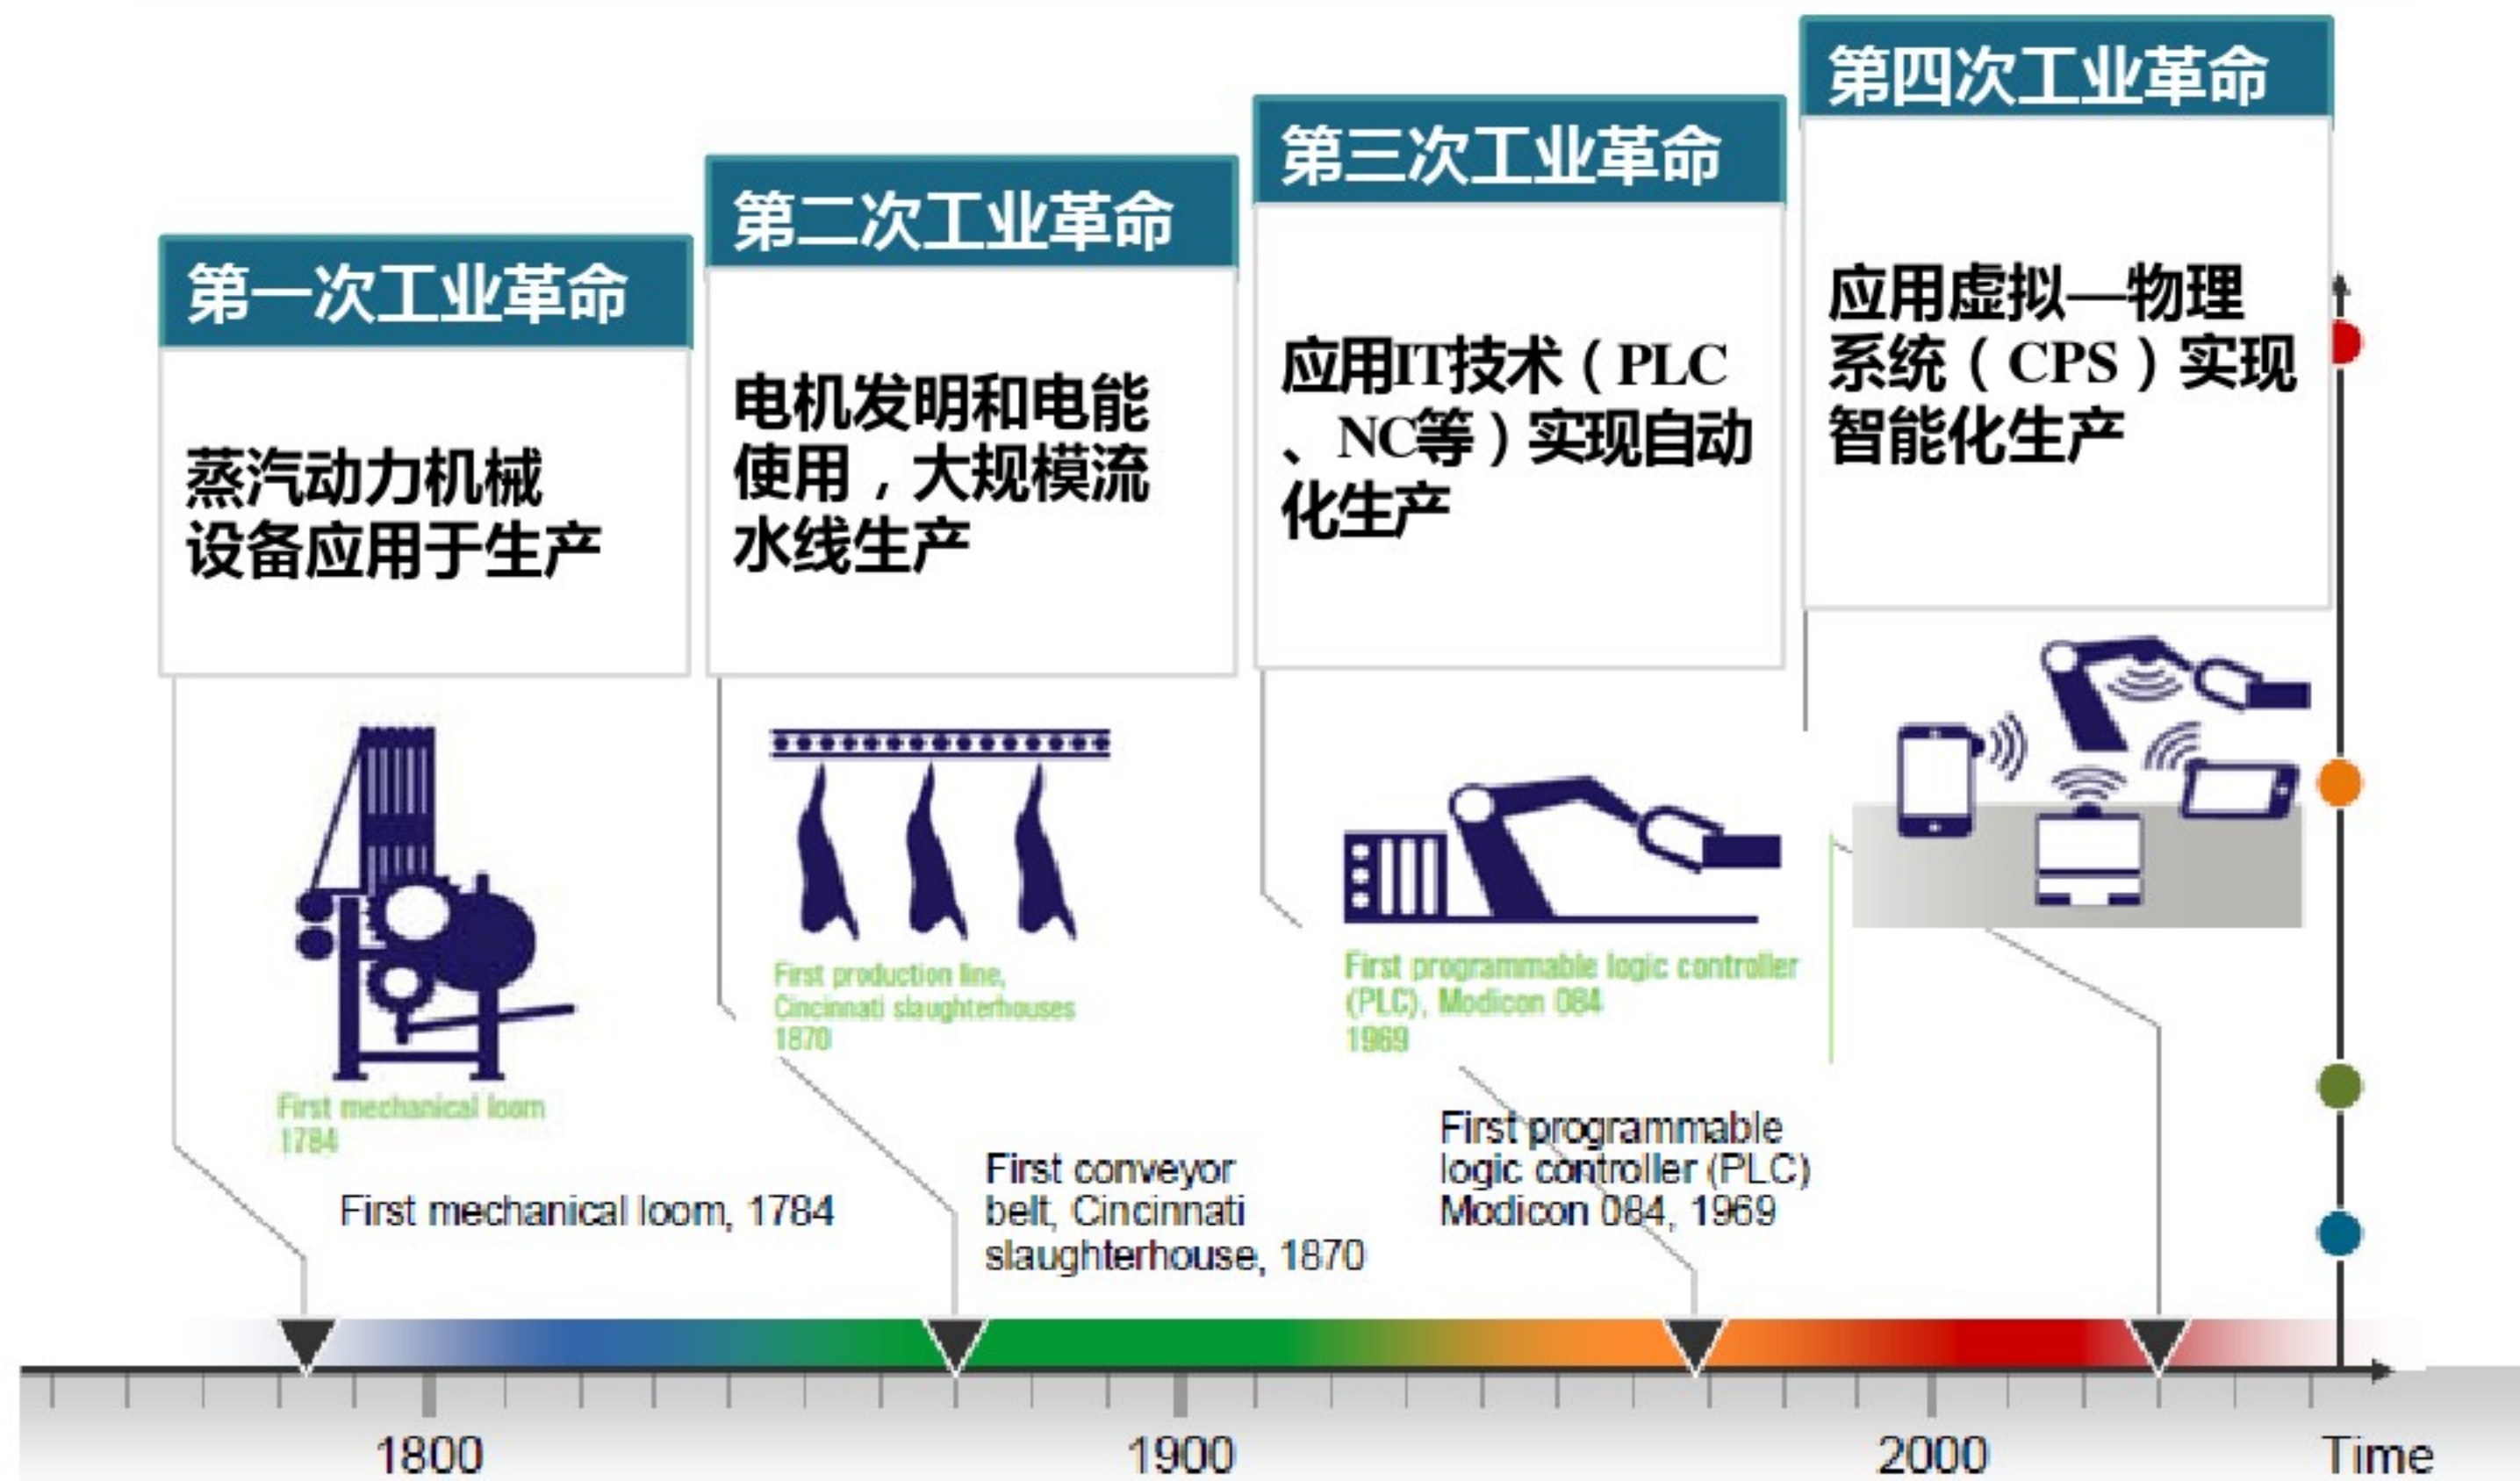 第一次工业革命
蒸汽动力机械
设备应用于生产
First mechanical loom
1784
First mechanical loom, 1784
第二次工业革命
电机发明和电能
使用，大规模流
水线生产
First production line,
Cincinnati slaughterhouses
1870
First conveyor
belt, Cincinnati
slaughterhouse, 1870
第三次工业革命
应用IT技术（PLC
、NC等）实现自动
化生产
First programmable logic controller
(PLC), Modicon 084
1969
First programmable
logic controller (PLC)
Modicon 084, 1969
第四次工业革命
应用虚拟—物理
系统（CPS）实现
智能化生产
1800
1900
2000
Time